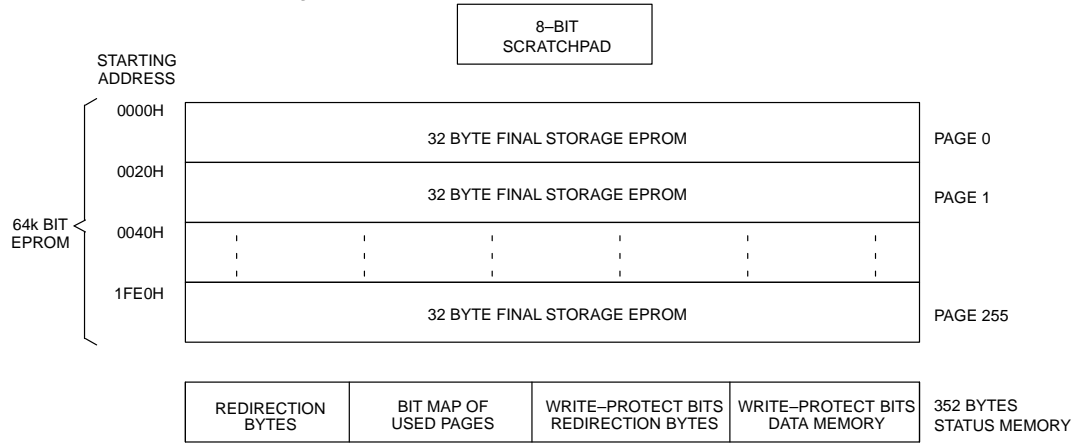 8–BIT
SCRATCHPAD
STARTING
ADDRESS
0000H
32 BYTE FINAL STORAGE EPROM
PAGE 0
0020H
32 BYTE FINAL STORAGE EPROM
PAGE 1
64k BIT
EPROM
0040H
1FE0H
32 BYTE FINAL STORAGE EPROM
PAGE 255
REDIRECTION
BYTES
BIT MAP OF
USED PAGES
WRITE–PROTECT BITS
REDIRECTION BYTES
WRITE–PROTECT BITS
DATA MEMORY
352 BYTES
STATUS MEMORY